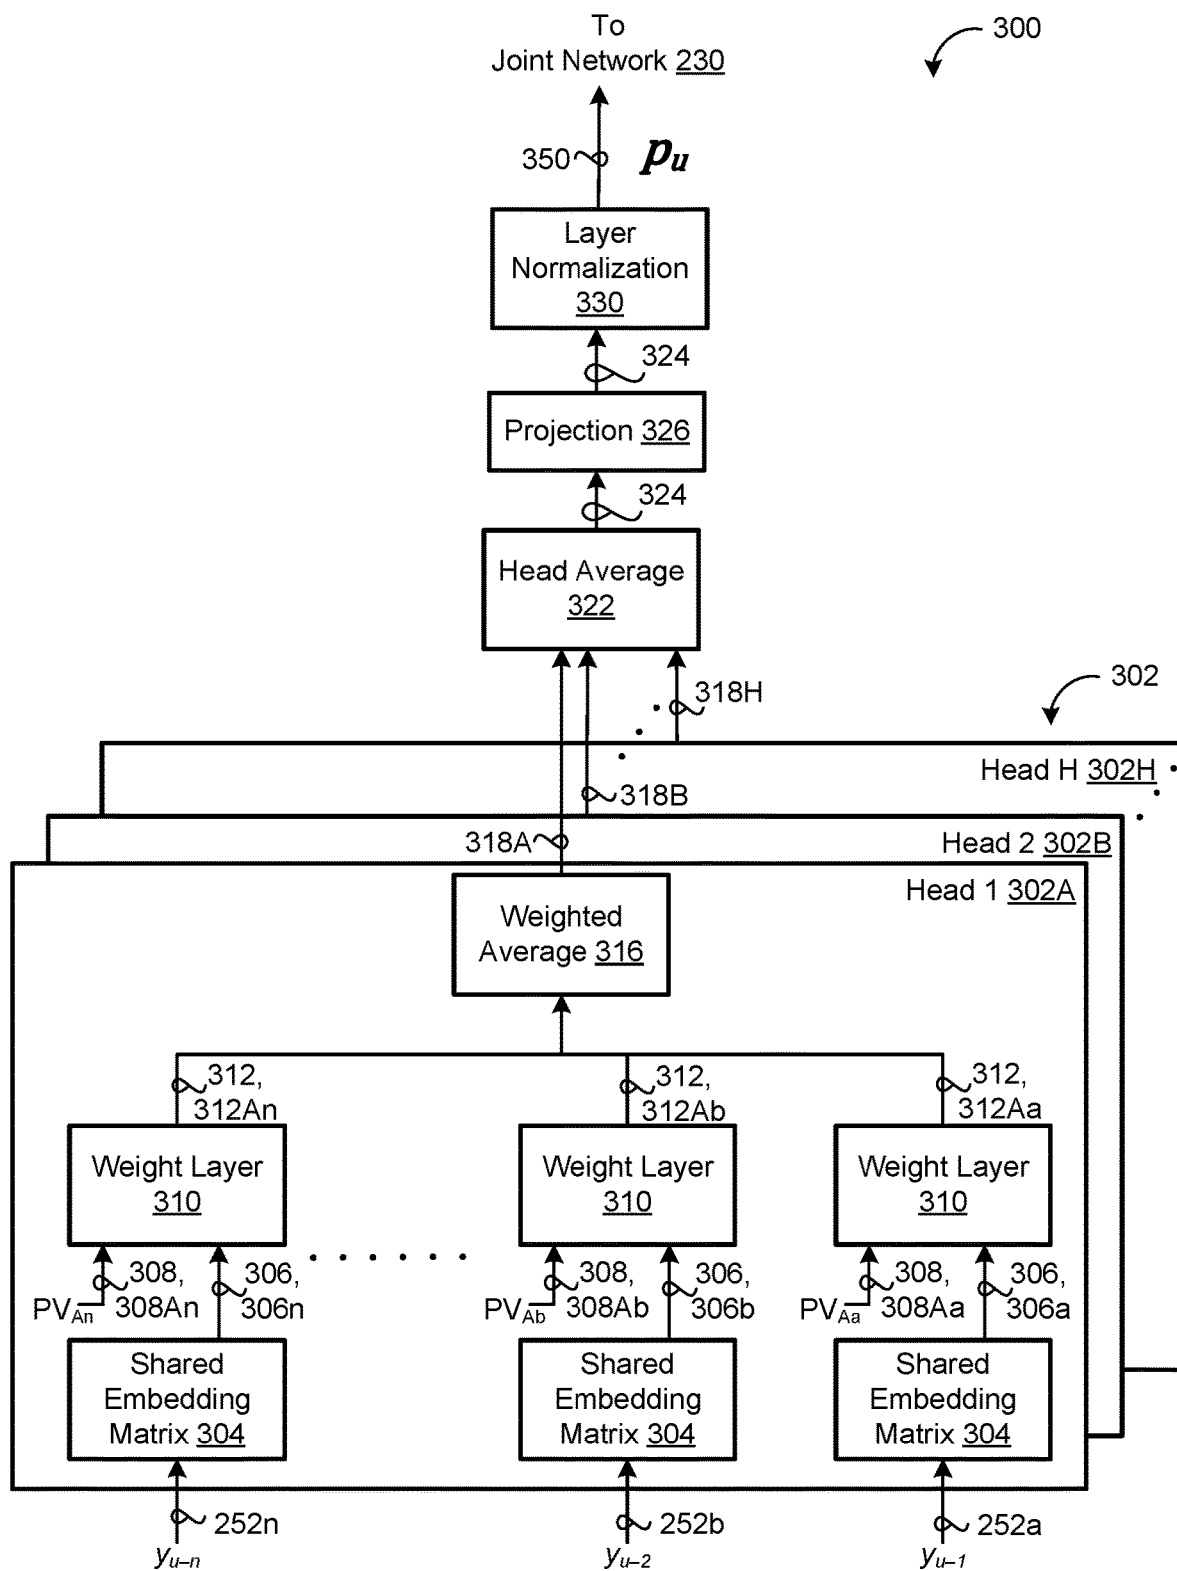 To
Joint Network 230
300
350
pu
Layer
Normalization
330
324
Projection 326
324
Head Average
322
318H
302
Head H 302H
318B
318A
Head 2 302B
Head 1 302A
Weighted
Average 316
312,
312An
312,
312Ab
312,
312Aa
Weight Layer
310
Weight Layer
310
Weight Layer
310
308,
308An
306,
306n
PVAn
308,
308Ab
306,
306b
PVAb
308,
308Aa
306,
306a
PVAa
Shared
Embedding
Matrix 304
Shared
Embedding
Matrix 304
Shared
Embedding
Matrix 304
252n
252b
252a
yu–n
yu–2
yu–1